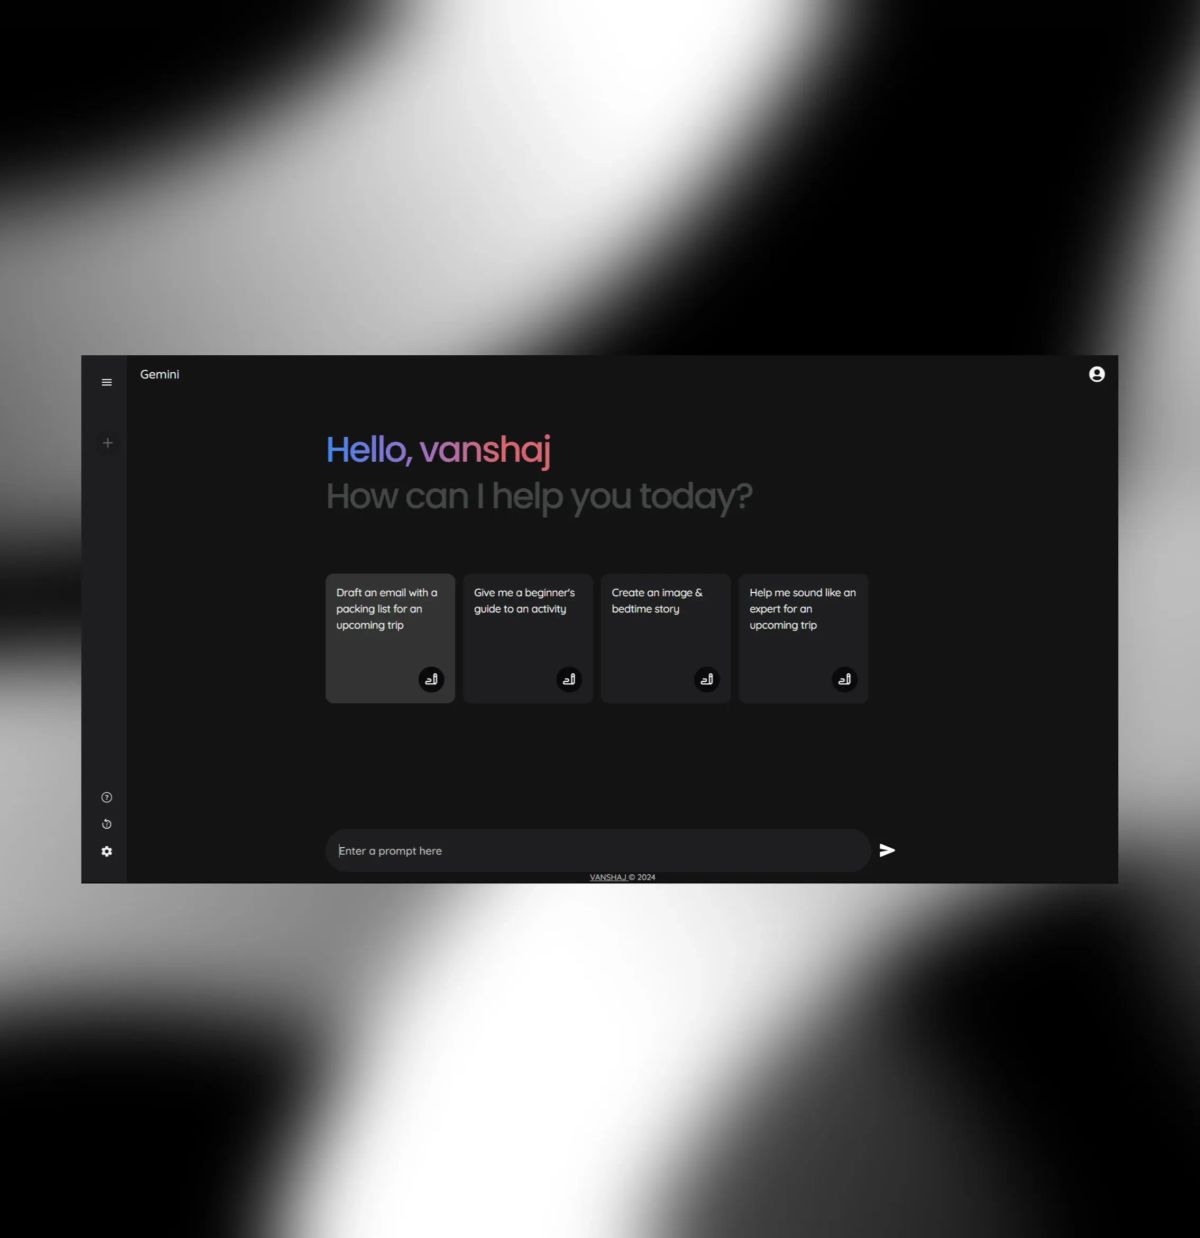 Gemini
Hello, vanshaj
How can I help you today?
Draft an email with a
packing list for an
upcoming trip
Give me a beginner's
guide to an activity
Create an image &
bedtime story
Help me sound like an
expert for an
upcoming trip
Enter a prompt here
VANSHAJ © 2024